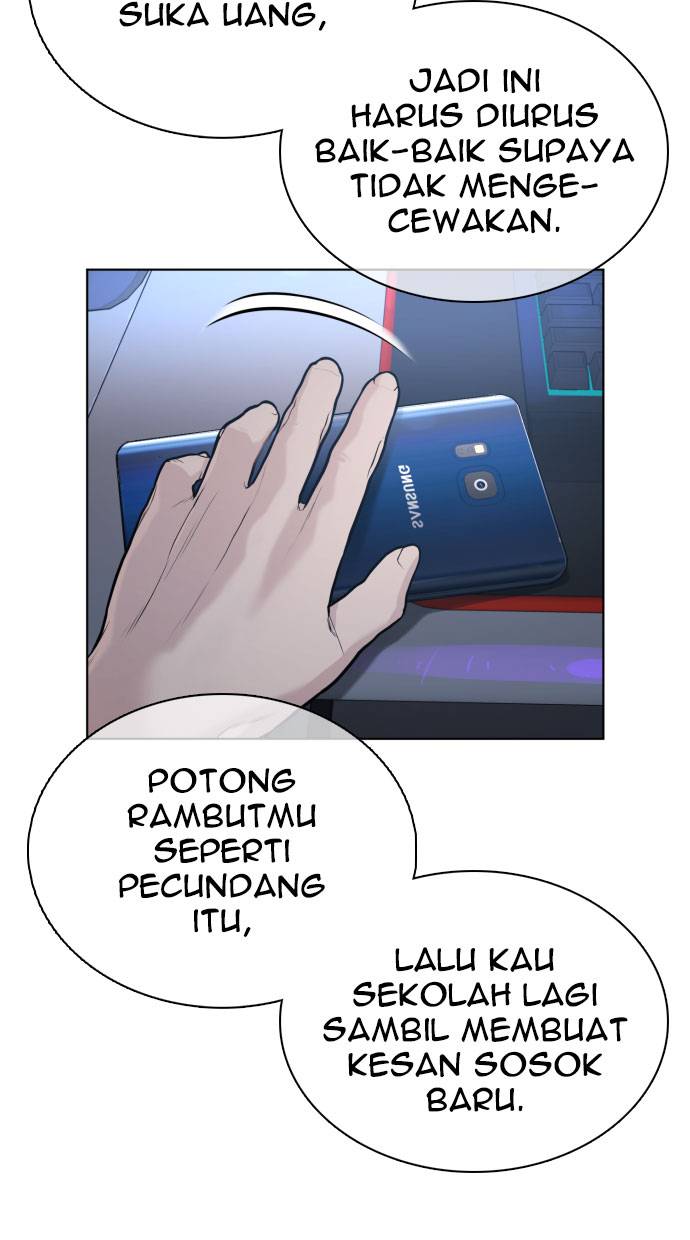 SUKA UANG,
JADI INI
HARUS DIURUS
BAIK-BAIK SUPAYA
TIDAK MENGE-
CEWAKAN.
SANSUNG
POTONG
RAMBUTMU
SEPERTI
PECUNDANG
ITU,
LALU KAU
SEKOLAH LAGI
SAMBIL MEMBUAT
KESAN SOSOK
BARU.